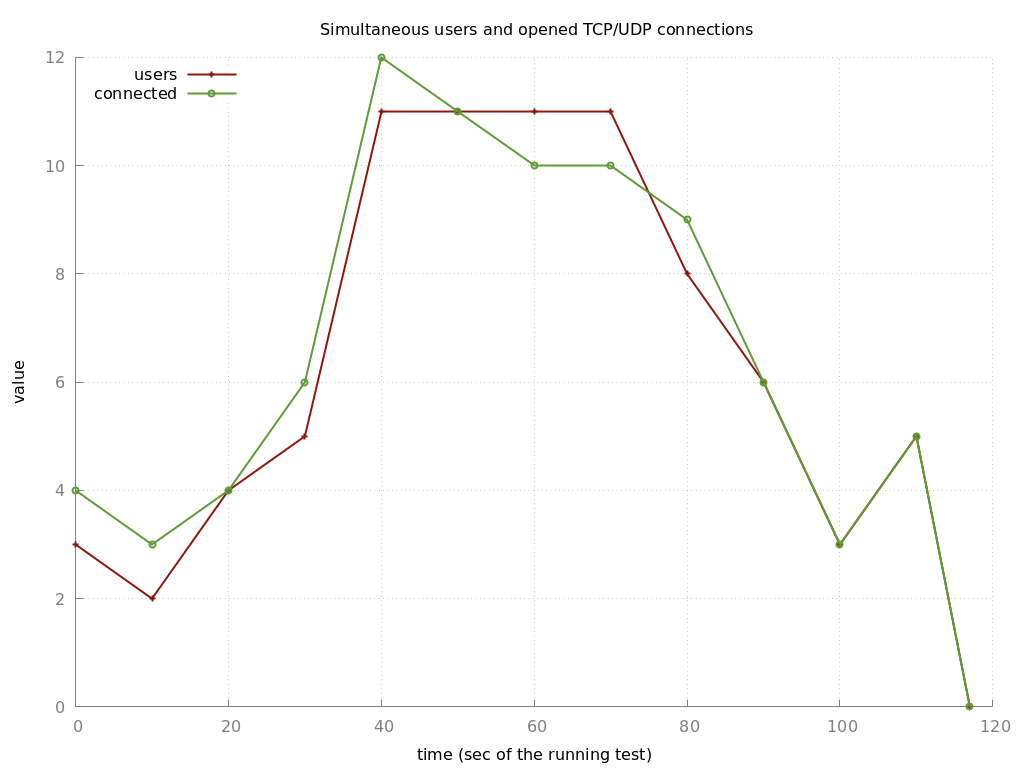 Simultaneous users and opened TCP/UDP connections
users
connected
12
10
8
6
4
2
0
value
0 20 40 60 80 100 120
time (sec of the running test)